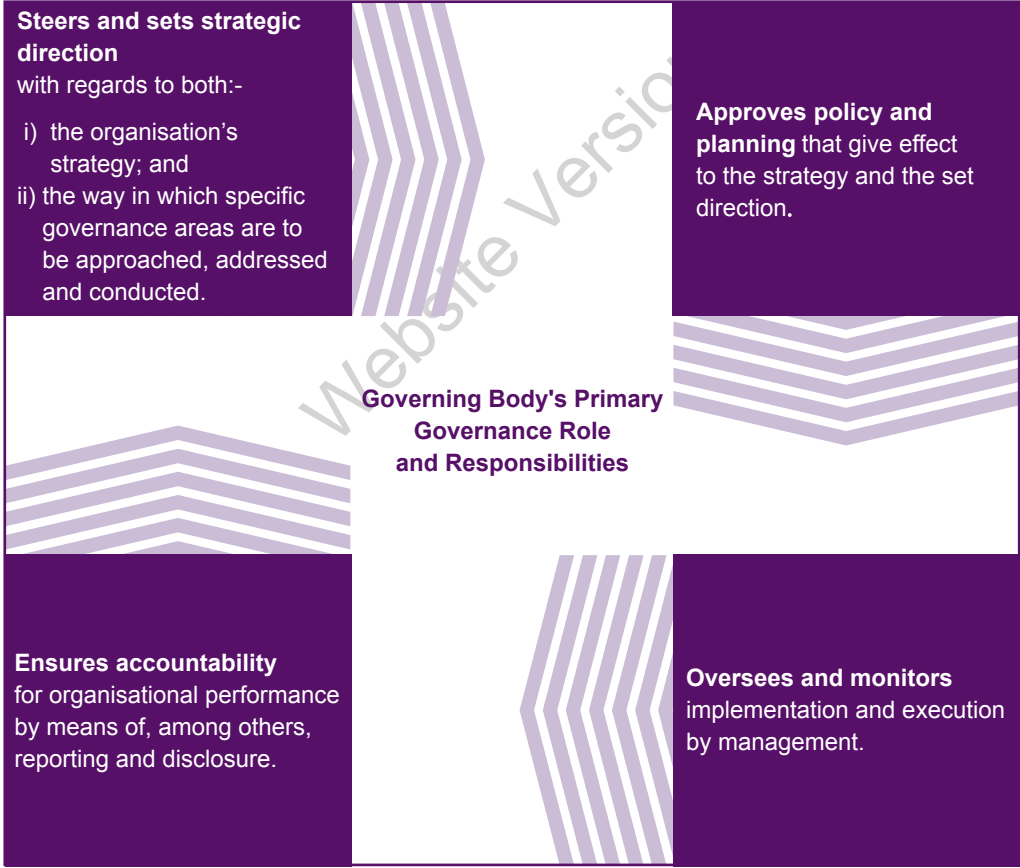 Steers and sets strategic
direction
with regards to both:-
i) the organisation's
strategy; and
ii) the way in which specific
governance areas are to
be approached, addressed
and conducted.
Approves policy and
planning that give effect
to the strategy and the set
direction.
Website Version
Governing Body's Primary
Governance Role
and Responsibilities
Ensures accountability
for organisational performance
by means of, among others,
reporting and disclosure.
Oversees and monitors
implementation and execution
by management.